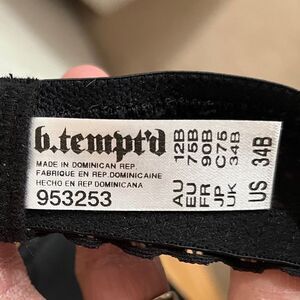 b.tempt'd
MADE IN DOMINICAN REP.
FABRIQUE EN REP. DOMINICAINE
HECHO EN REP DOMINICANA
953253
AU 12B
EU 75B
FR 90B
JP C75
UK 34B
US 34B